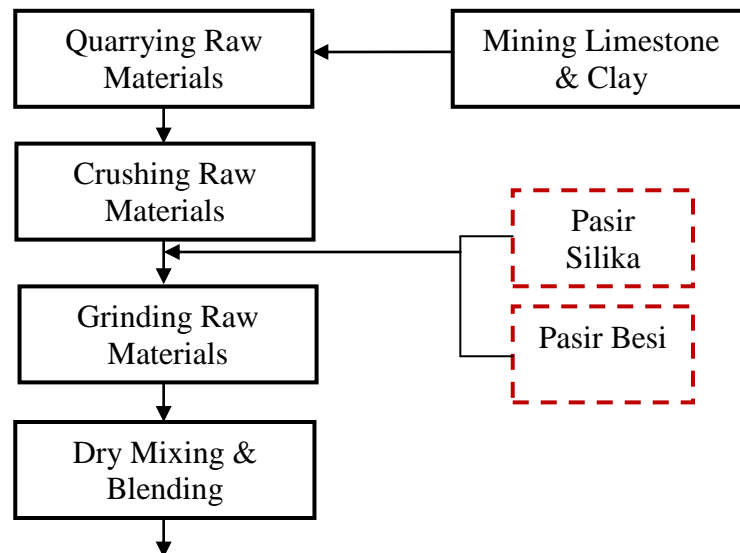 Quarrying Raw
Materials
Mining Limestone
& Clay
Crushing Raw
Materials
Pasir
Silika
Grinding Raw
Materials
Pasir Besi
Dry Mixing &
Blending